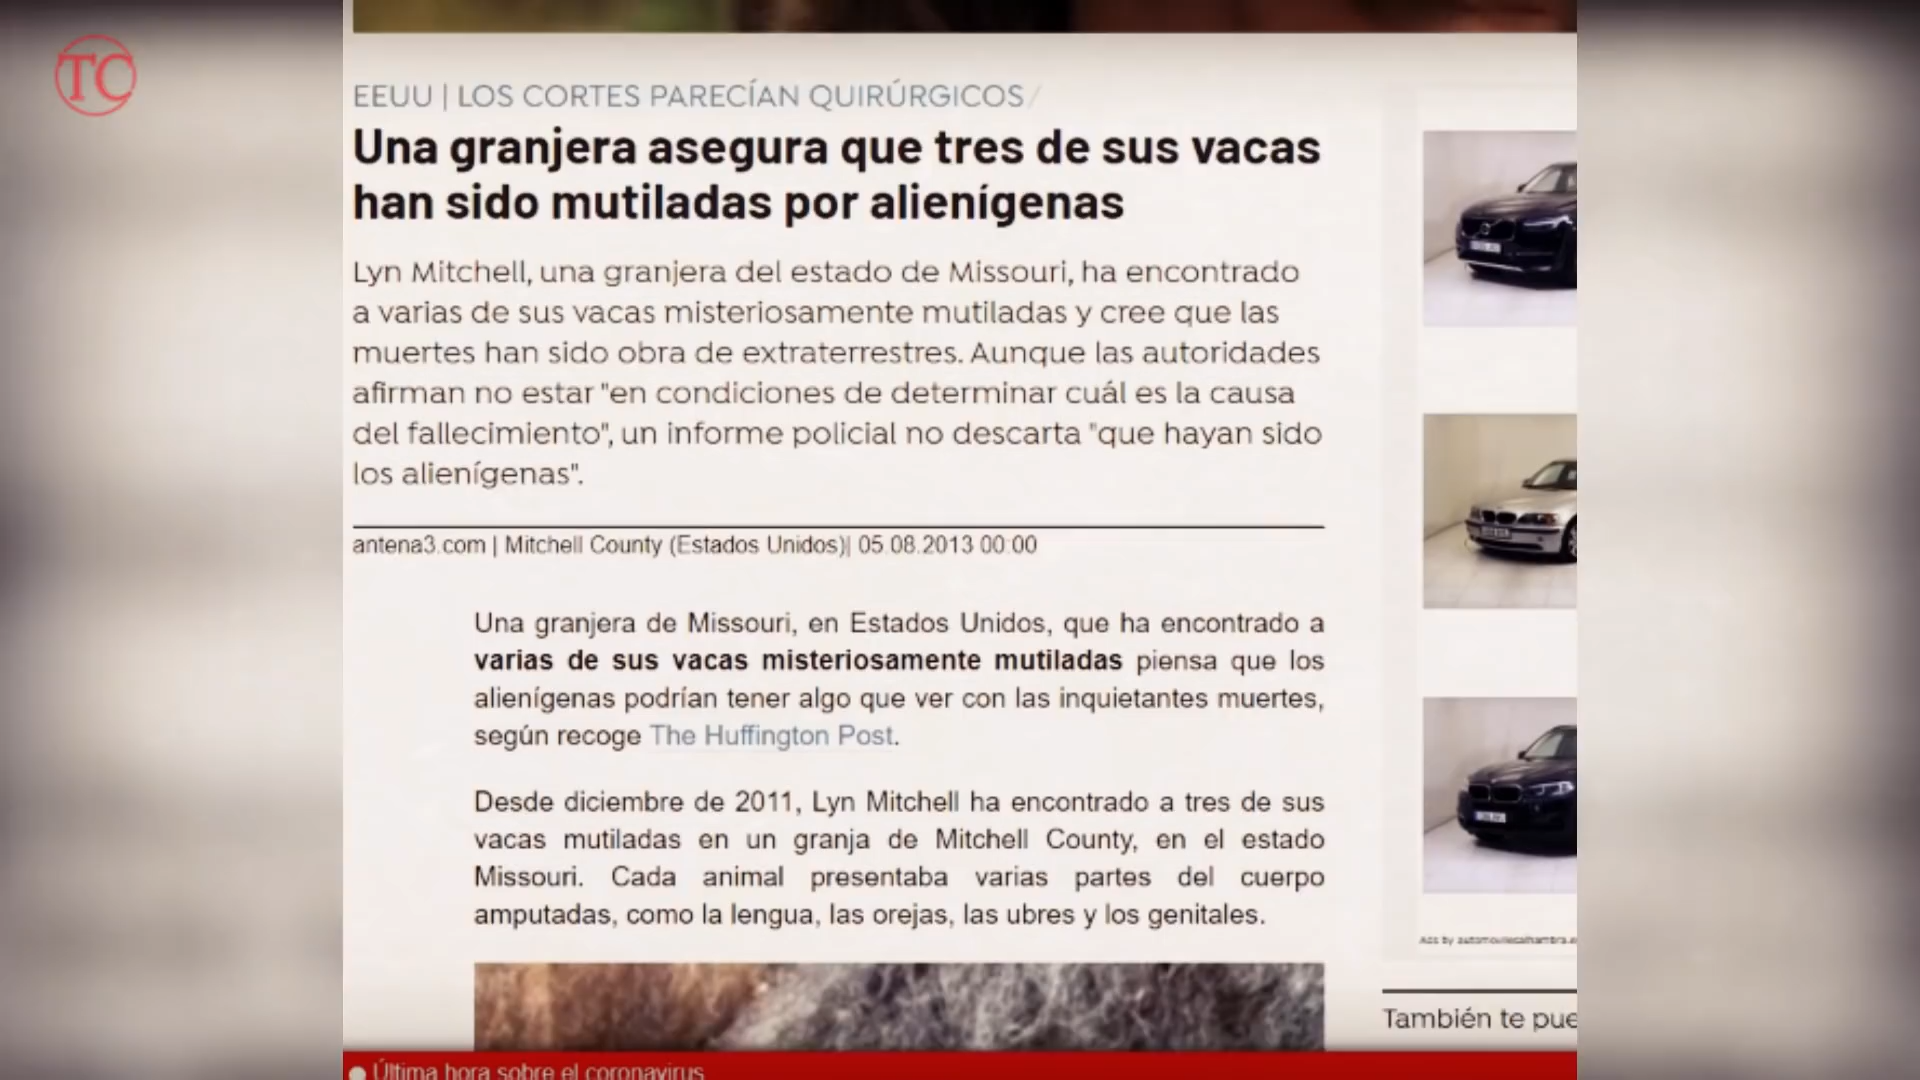 TC
EEUU | LOS CORTES PARECÍAN QUIRÚRGICOS/
Una granjera asegura que tres de sus vacas
han sido mutiladas por alienígenas
Lyn Mitchell, una granjera del estado de Missouri, ha encontrado
a varias de sus vacas misteriosamente mutiladas y cree que las
muertes han sido obra de extraterrestres. Aunque las autoridades
afirman no estar "en condiciones de determinar cuál es la causa
del fallecimiento", un informe policial no descarta "que hayan sido
los alienígenas".
antena3.com | Mitchell County (Estados Unidos)| 05.08.2013 00:00
Una granjera de Missouri, en Estados Unidos, que ha encontrado a
varias de sus vacas misteriosamente mutiladas piensa que los
alienígenas podrían tener algo que ver con las inquietantes muertes,
según recoge The Huffington Post.
Desde diciembre de 2011, Lyn Mitchell ha encontrado a tres de sus
vacas mutiladas en un granja de Mitchell County, en el estado
Missouri. Cada animal presentaba varias partes del cuerpo
amputadas, como la lengua, las orejas, las ubres y los genitales.
Ads by
También te pue
Última hora sobre el coronavirus